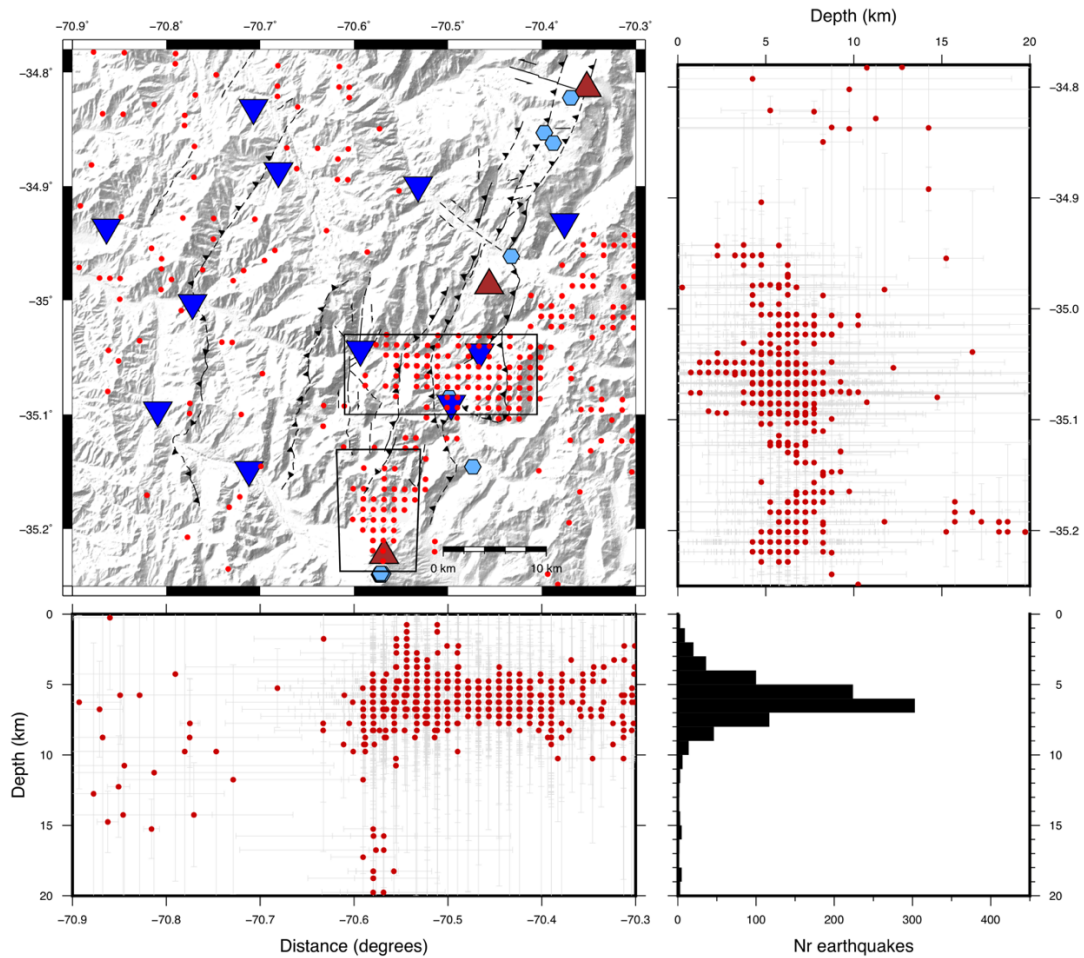 Depth (km)
−70.9˚ −70.8˚ −70.7˚ −70.6˚ −70.5˚ −70.4˚ −70.3˚
0 5 10 15 20
−34.8˚
−34.9˚
−35˚
−35.1˚
−35.2˚
0 km 10 km
−34.8
−34.9
−35.0
−35.1
−35.2
0
5
10
15
20
Depth (km)
−70.9 −70.8 −70.7 −70.6 −70.5 −70.4 −70.3
Distance (degrees)
0
5
10
15
20
0 100 200 300 400
Nr earthquakes